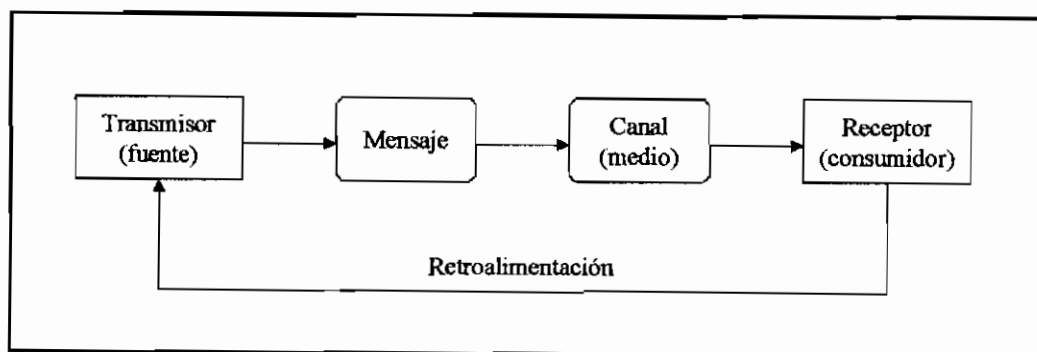 Transmisor
(fuente)
Mensaje
Canal
(medio)
Receptor
(consumidor)
Retroalimentación